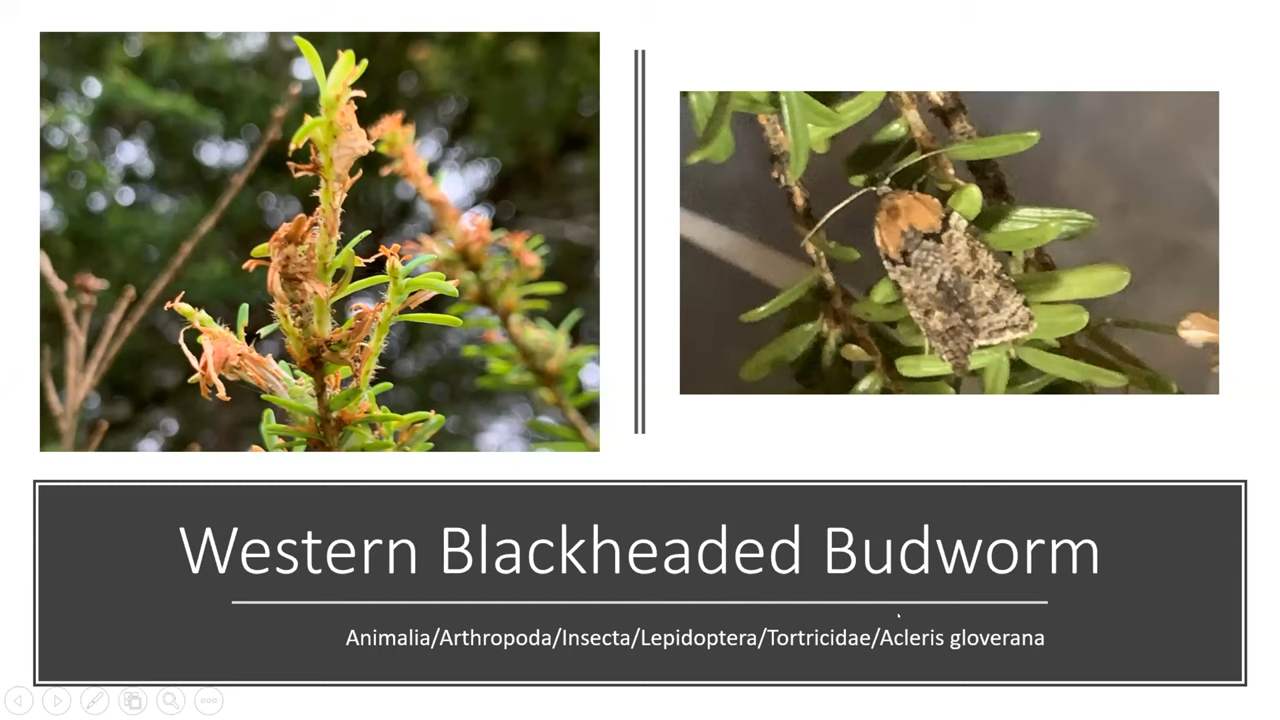 Western Blackheaded Budworm
Animalia/Arthropoda/Insecta/Lepidoptera/Tortricidae/Acleris gloverana